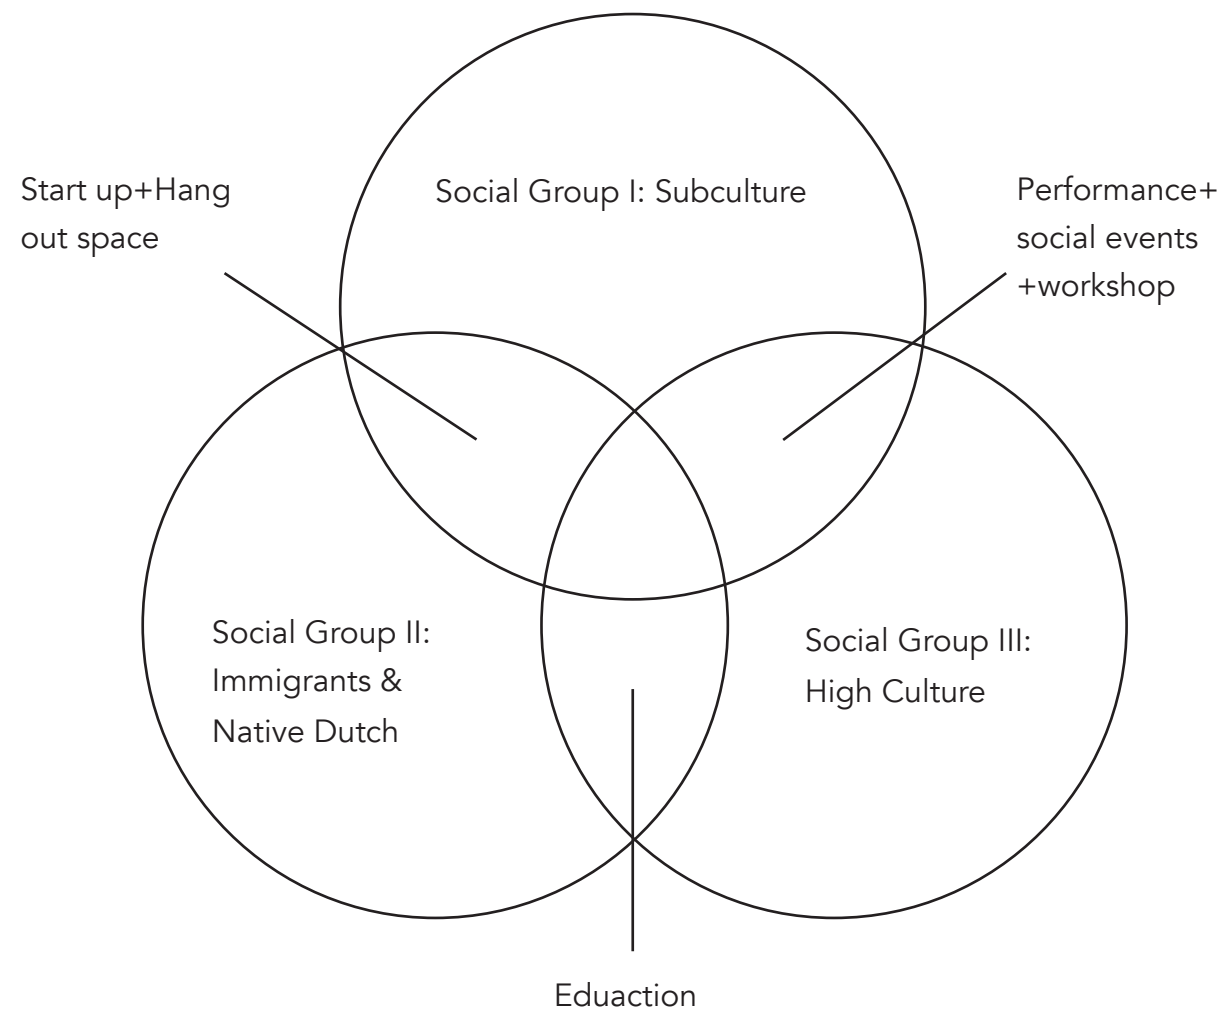 Start up+Hang
out space
Social Group I: Subculture
Performance+
social events
+workshop
Social Group II:
Immigrants &
Native Dutch
Social Group III:
High Culture
Eduaction